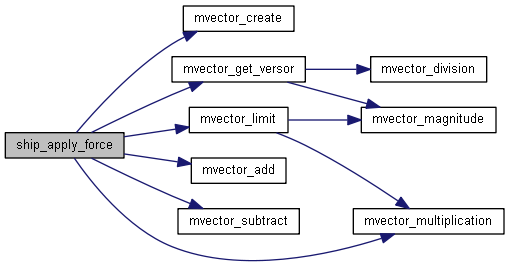 mvector_create
mvector_get_versor
mvector_division
mvector_limit
mvector_magnitude
ship_apply_force
mvector_add
mvector_subtract
mvector_multiplication